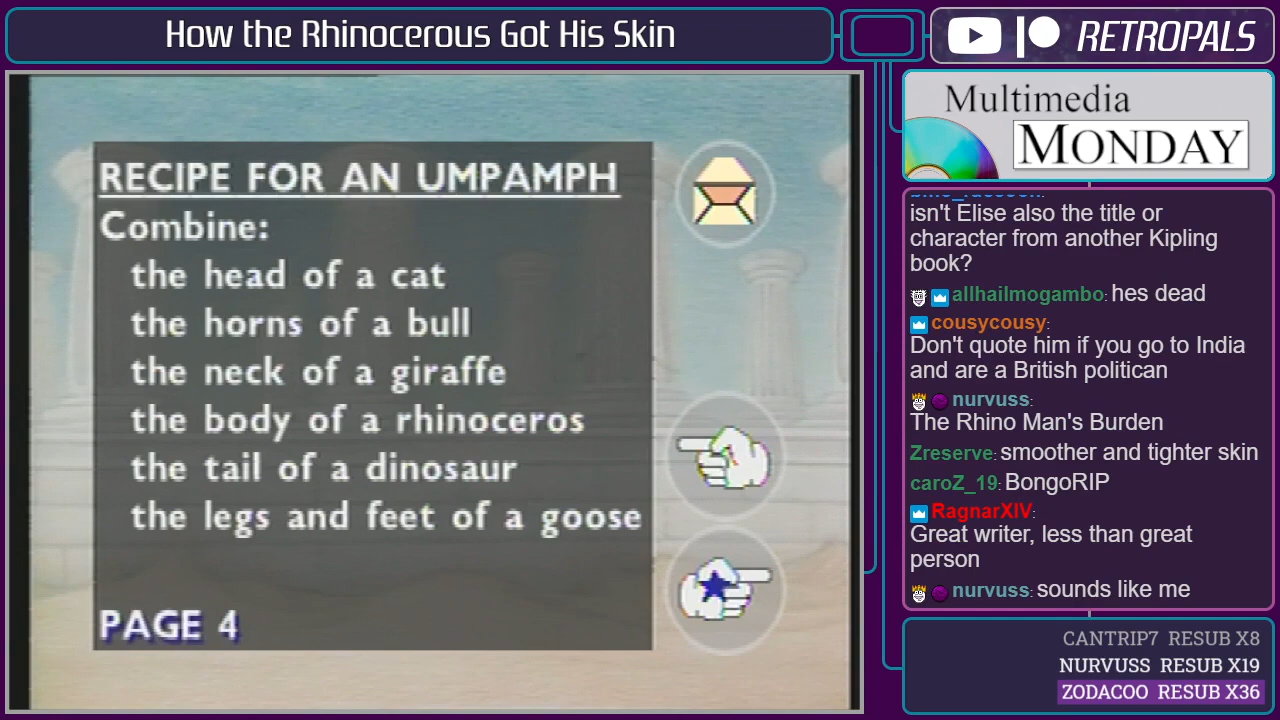 How the Rhinocerous Got His Skin
RETROPALS
Multimedia
MONDAY
RECIPE FOR AN UMPAMPH
Combine:
the head of a cat
the horns of a bull
the neck of a giraffe
the body of a rhinoceros
the tail of a dinosaur
the legs and feet of a goose
PAGE 4
isn't Elise also the title or
character from another Kipling
book?
allhailmogambo: hes dead
cousycousy:
Don't quote him if you go to India
and are a British politican
nurvuss:
The Rhino Man's Burden
Zreserve: smoother and tighter skin
caroZ_19: BongoRIP
RagnarXIV:
Great writer, less than great
person
nurvuss: sounds like me
CANTRIP7 RESUB X8
NURVUSS RESUB X19
ZODACOO RESUB X36